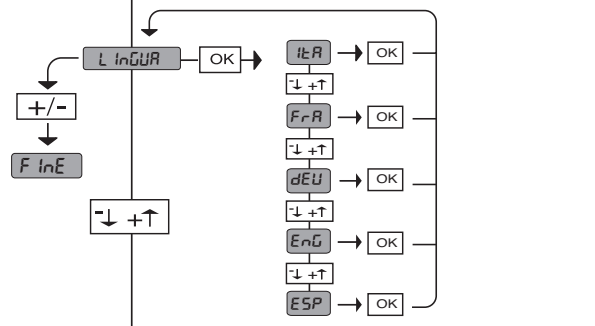 LINGUA OK ItA OK
-↓ +↑
+/- FrA OK
-↓ +↑
FInE dEU OK
-↓ +↑ -↓ +↑
EnG OK
-↓ +↑
ESP OK